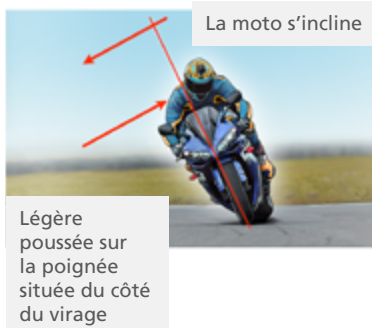 La moto s’incline
Légère
poussée sur
la poignée
située du côté
du virage